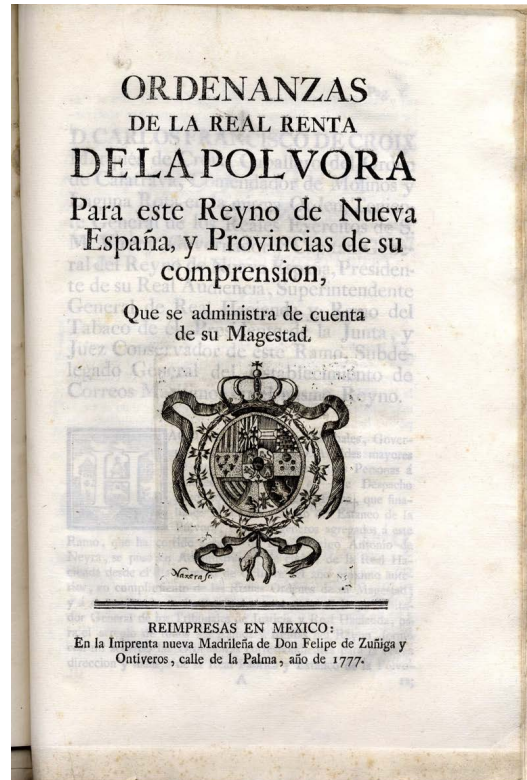 ORDENANZAS
DE LA REAL RENTA
DE LA POLVORA
Para este Reyno de Nueva
España, y Provincias de su
comprension,
Que se administra de cuenta
de su Magestad.
Nazera sc.
REIMPRESAS EN MEXICO:
En la Imprenta nueva Madrileña de Don Felipe de Zuñiga y
Ontiveros, calle de la Palma, año de 1777.